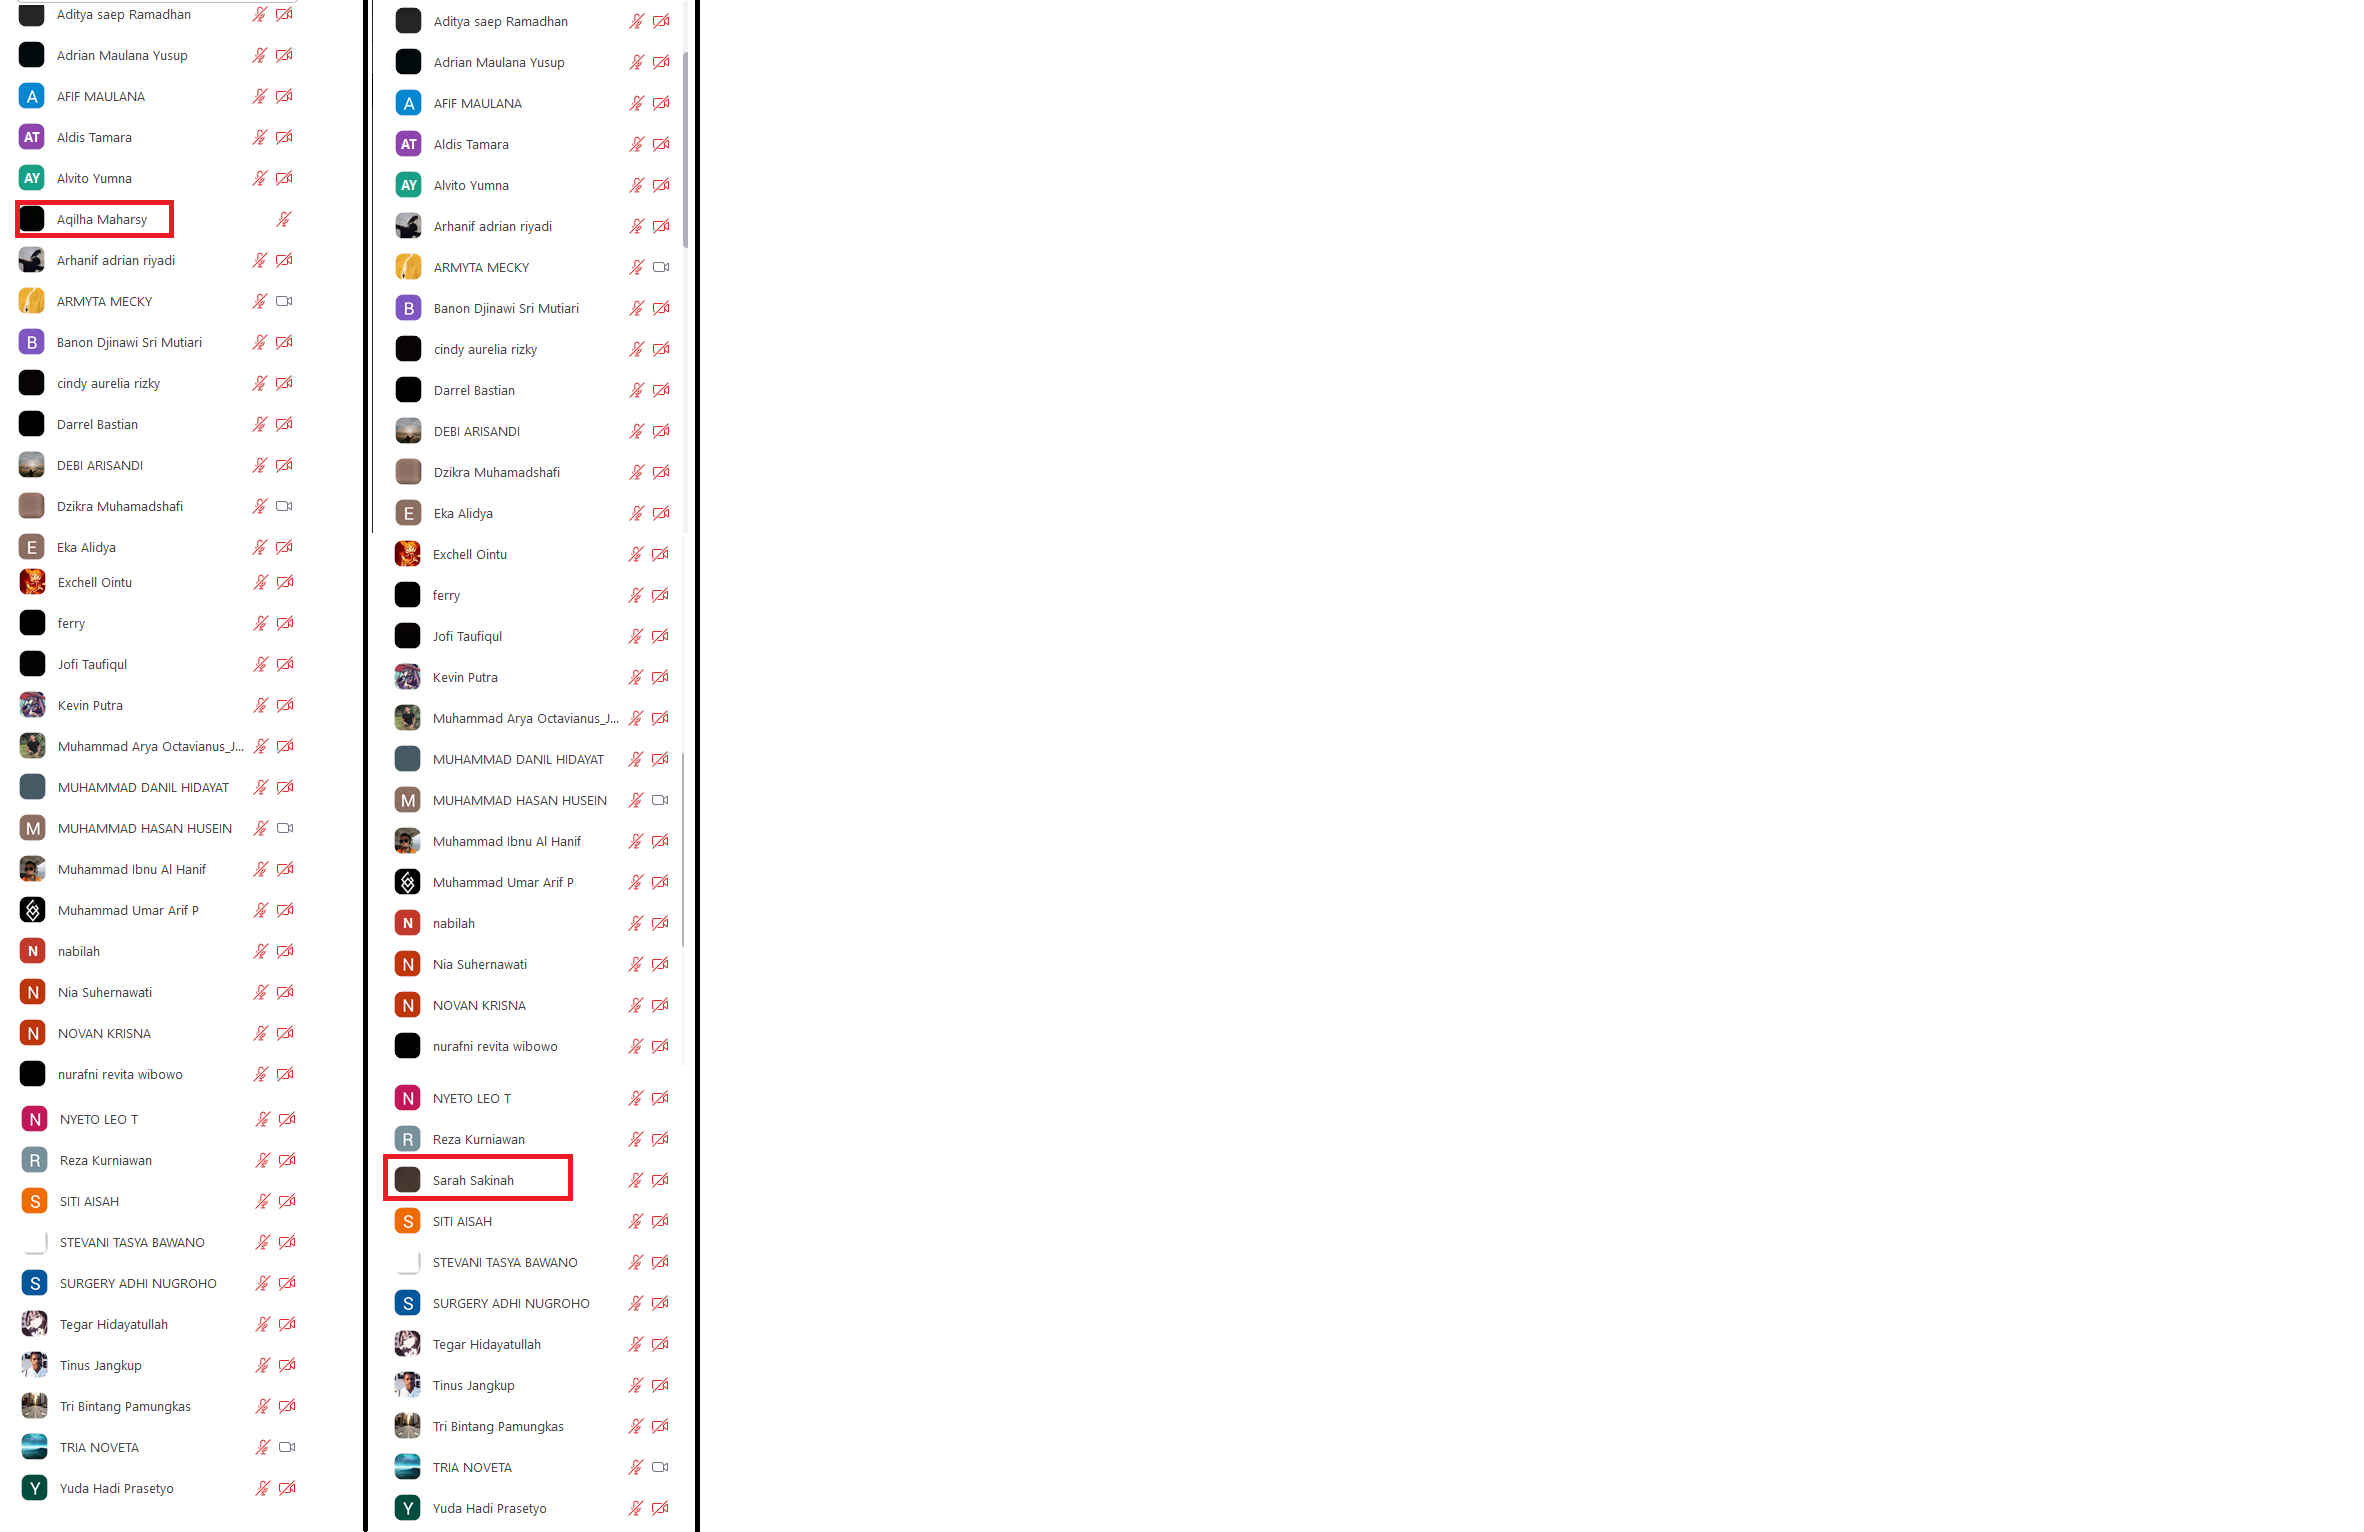 Aditya saep Ramadhan
Adrian Maulana Yusup
A AFIF MAULANA
AT Aldis Tamara
AY Alvito Yumna
Aqilha Maharsy
Arhanif adrian riyadi
ARMYTA MECKY
B Banon Djinawi Sri Mutiari
cindy aurelia rizky
Darrel Bastian
DEBI ARISANDI
Dzikra Muhamadshafi
E Eka Alidya
Exchell Ointu
ferry
Jofi Taufiqul
Kevin Putra
Muhammad Arya Octavianus_J...
MUHAMMAD DANIL HIDAYAT
M MUHAMMAD HASAN HUSEIN
Muhammad Ibnu Al Hanif
Muhammad Umar Arif P
N nabilah
N Nia Suhernawati
N NOVAN KRISNA
nurafni revita wibowo
N NYETO LEO T
R Reza Kurniawan
S SITI AISAH
STEVANI TASYA BAWANO
S SURGERY ADHI NUGROHO
Tegar Hidayatullah
Tinus Jangkup
Tri Bintang Pamungkas
TRIA NOVETA
Y Yuda Hadi Prasetyo
Aditya saep Ramadhan
Adrian Maulana Yusup
A AFIF MAULANA
AT Aldis Tamara
AY Alvito Yumna
Arhanif adrian riyadi
ARMYTA MECKY
B Banon Djinawi Sri Mutiari
cindy aurelia rizky
Darrel Bastian
DEBI ARISANDI
Dzikra Muhamadshafi
E Eka Alidya
Exchell Ointu
ferry
Jofi Taufiqul
Kevin Putra
Muhammad Arya Octavianus_J...
MUHAMMAD DANIL HIDAYAT
M MUHAMMAD HASAN HUSEIN
Muhammad Ibnu Al Hanif
Muhammad Umar Arif P
N nabilah
N Nia Suhernawati
N NOVAN KRISNA
nurafni revita wibowo
N NYETO LEO T
R Reza Kurniawan
Sarah Sakinah
S SITI AISAH
STEVANI TASYA BAWANO
S SURGERY ADHI NUGROHO
Tegar Hidayatullah
Tinus Jangkup
Tri Bintang Pamungkas
TRIA NOVETA
Y Yuda Hadi Prasetyo